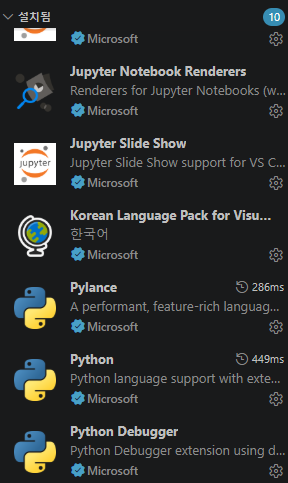 설치됨 10
Microsoft
Jupyter Notebook Renderers
Renderers for Jupyter Notebooks (w...
Microsoft
jupyter
Jupyter Slide Show
Jupyter Slide Show support for VS C...
Microsoft
Korean Language Pack for Visu...
한국어
Microsoft
Pylance 286ms
A performant, feature-rich languag...
Microsoft
Python 449ms
Python language support with exte...
Microsoft
Python Debugger
Python Debugger extension using d...
Microsoft